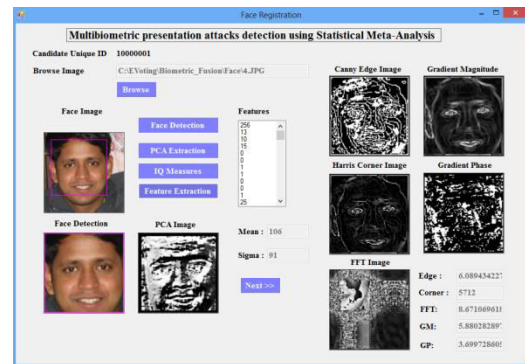 Face Registration
Multibiometric presentation attacks detection using Statistical Meta-Analysis
Candidate Unique ID 10000001
Browse Image C:\EVoting\Biometric_Fusion\Face\4.JPG
Browse
Face Image
Face Detection
PCA Extraction
IQ Measures
Feature Extraction
Features
256
13
10
15
0
0
1
1
0
0
1
25
Face Detection
PCA Image
Mean : 106
Sigma : 91
Next >>
Canny Edge Image
Gradient Magnitude
Harris Corner Image
Gradient Phase
FFT Image
Edge : 6.089434227
Corner : 5712
FFT: 8.671069618
GM: 5.880282897
GP: 3.699728605